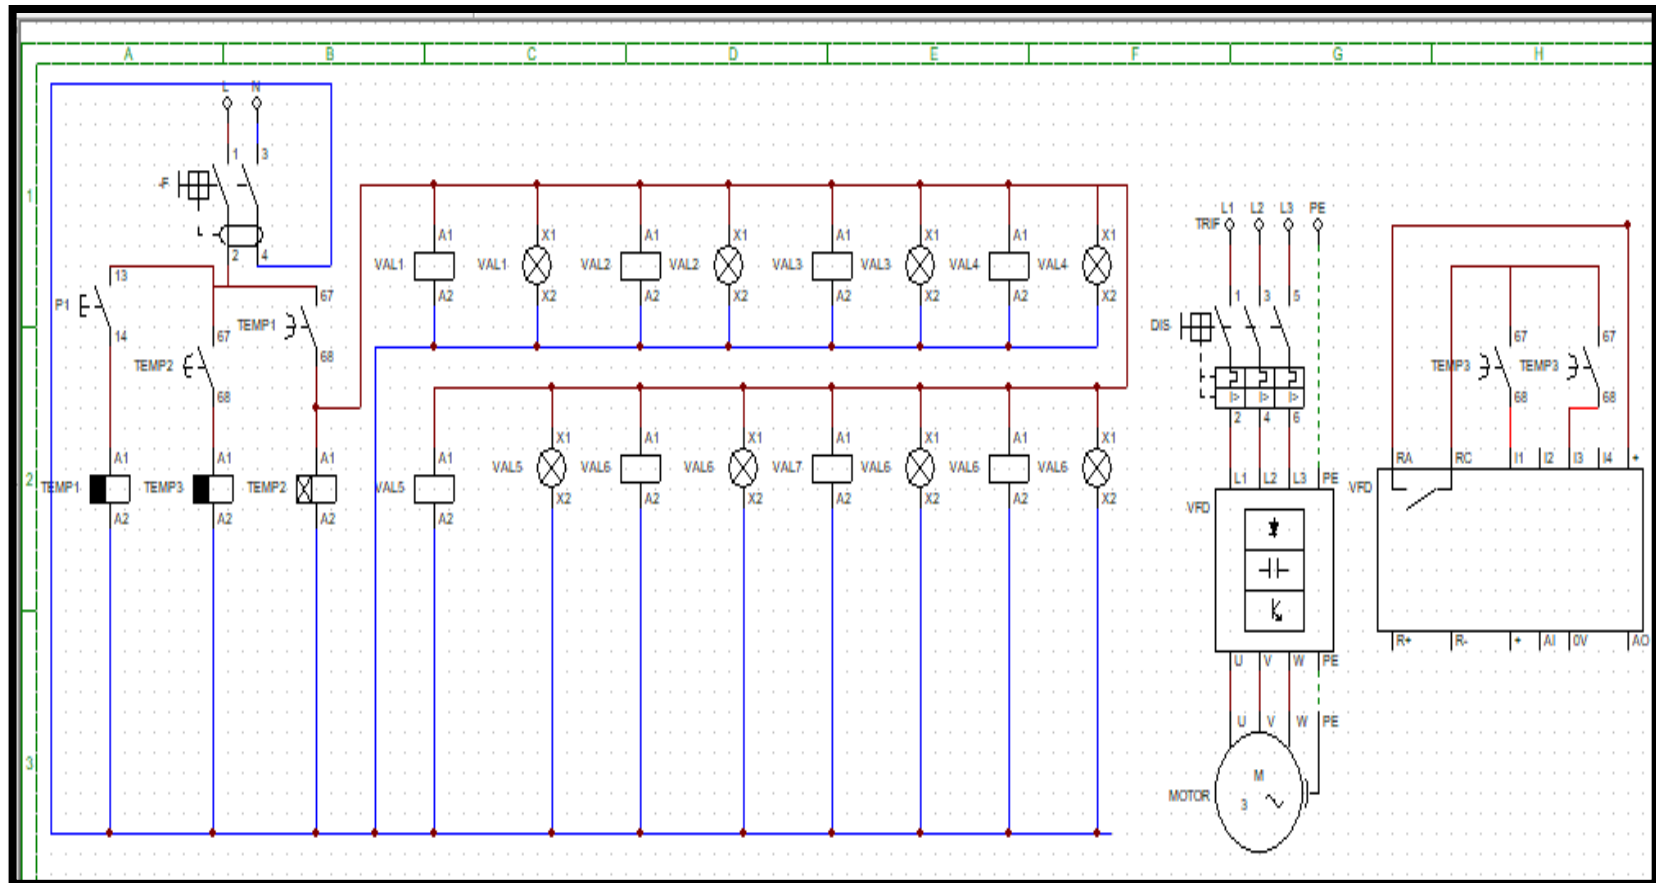 A B C D E F G H
1
2
3
L N
1 3
-F
2 4
13
P1
14
67
TEMP1
68
67
TEMP2
68
A1
TEMP1
A2
A1
TEMP3
A2
A1
TEMP2
A2
A1 X1 A1 X1 A1 X1 A1 X1
VAL1 VAL1 VAL2 VAL2 VAL3 VAL3 VAL4 VAL4
A2 X2 A2 X2 A2 X2 A2 X2
A1 X1 A1 X1 A1 X1 A1 X1
VAL5 VAL5 VAL6 VAL6 VAL7 VAL6 VAL6 VAL6
A2 X2 A2 X2 A2 X2 A2 X2
L1 L2 L3 PE
TRIF
1 3 5
DIS
I> I> I>
2 4 6
L1 L2 L3 PE
VFD
U V W PE
U V W PE
M
MOTOR
3
67 67
TEMP3 TEMP3
68 68
RA RC I1 I2 I3 I4 +
VFD
R+ R- + AI 0V AO